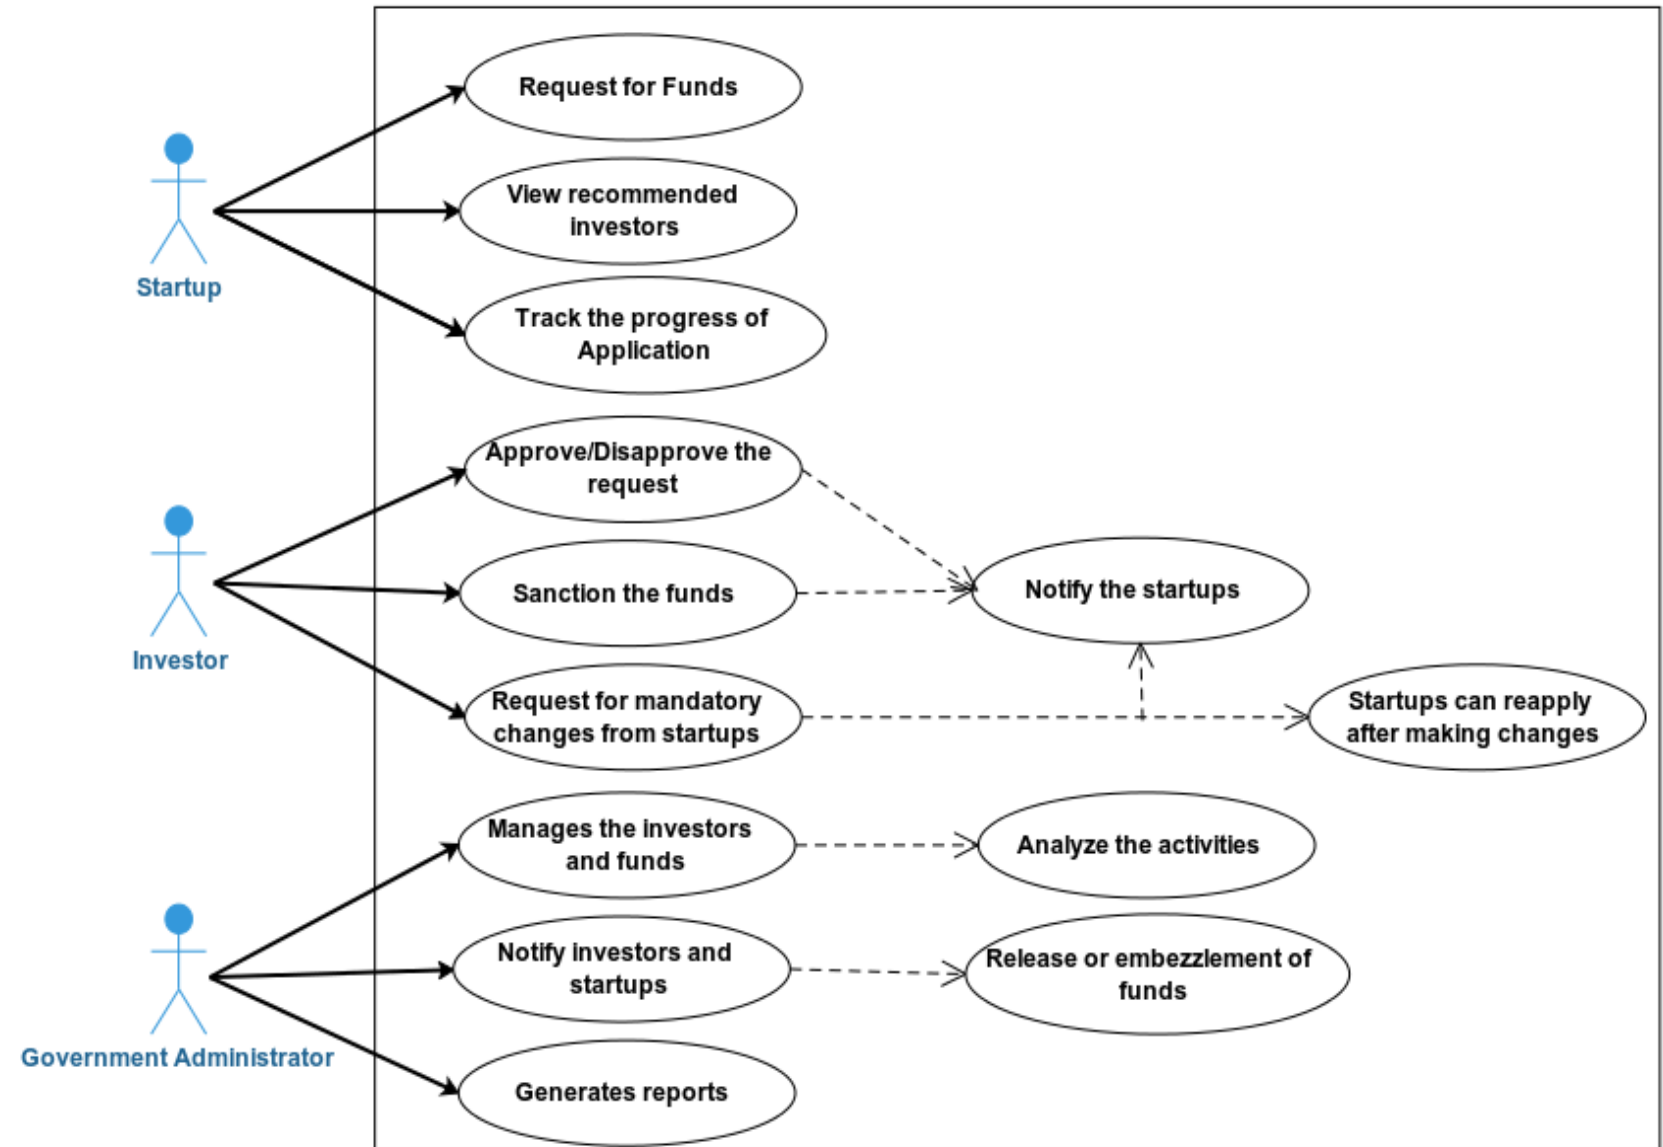 Request for Funds
View recommended
investors
Startup
Track the progress of
Application
Approve/Disapprove the
request
Sanction the funds
Notify the startups
Investor
Request for mandatory
changes from startups
Startups can reapply
after making changes
Manages the investors
and funds
Analyze the activities
Notify investors and
startups
Release or embezzlement of
funds
Government Administrator
Generates reports